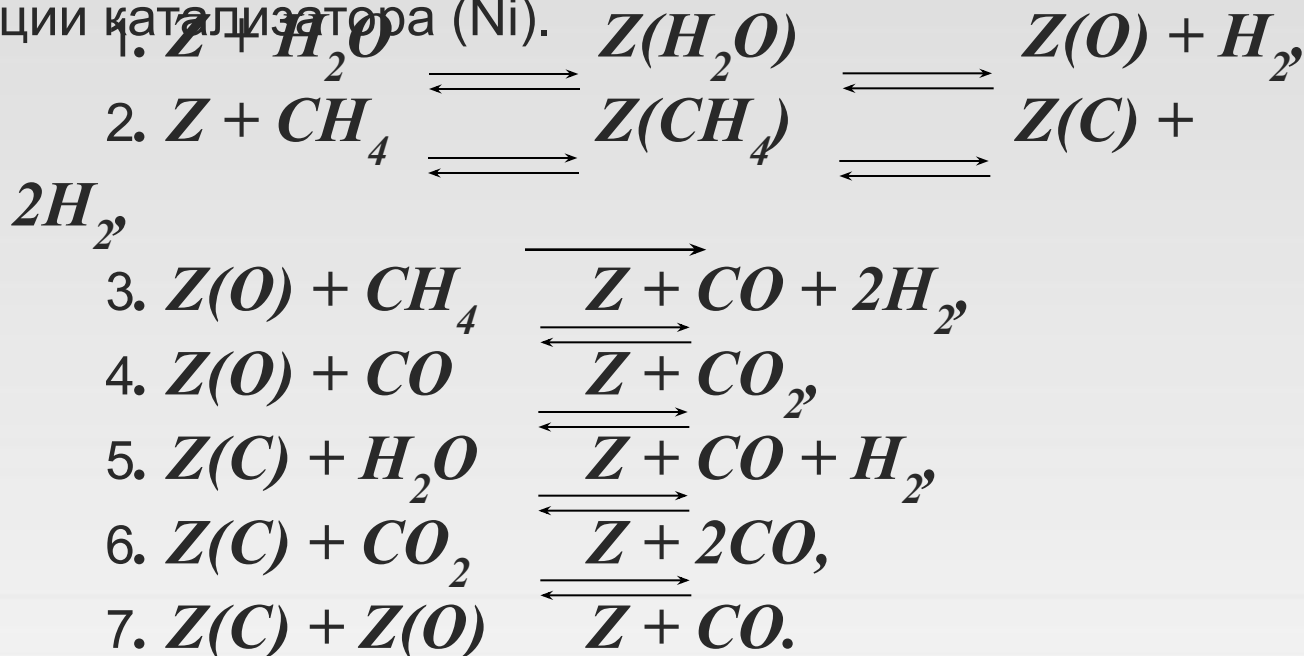 ции катализатора (Ni).
1. Z + H₂O ⇄ Z(H₂O) ⇄ Z(O) + H₂,
2. Z + CH₄ ⇄ Z(CH₄) ⇄ Z(C) +
2H₂,
3. Z(O) + CH₄ → Z + CO + 2H₂,
4. Z(O) + CO ⇄ Z + CO₂,
5. Z(C) + H₂O ⇄ Z + CO + H₂,
6. Z(C) + CO₂ ⇄ Z + 2CO,
7. Z(C) + Z(O) ⇄ Z + CO.